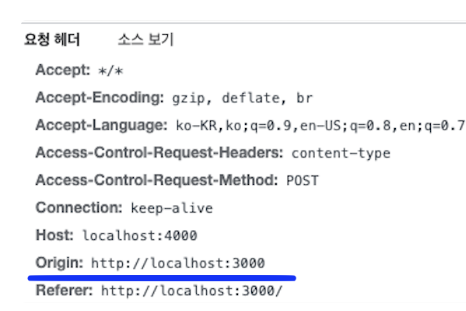 요청 헤더 소스 보기
Accept: */*
Accept-Encoding: gzip, deflate, br
Accept-Language: ko-KR,ko;q=0.9,en-US;q=0.8,en;q=0.7
Access-Control-Request-Headers: content-type
Access-Control-Request-Method: POST
Connection: keep-alive
Host: localhost:4000
Origin: http://localhost:3000
Referer: http://localhost:3000/